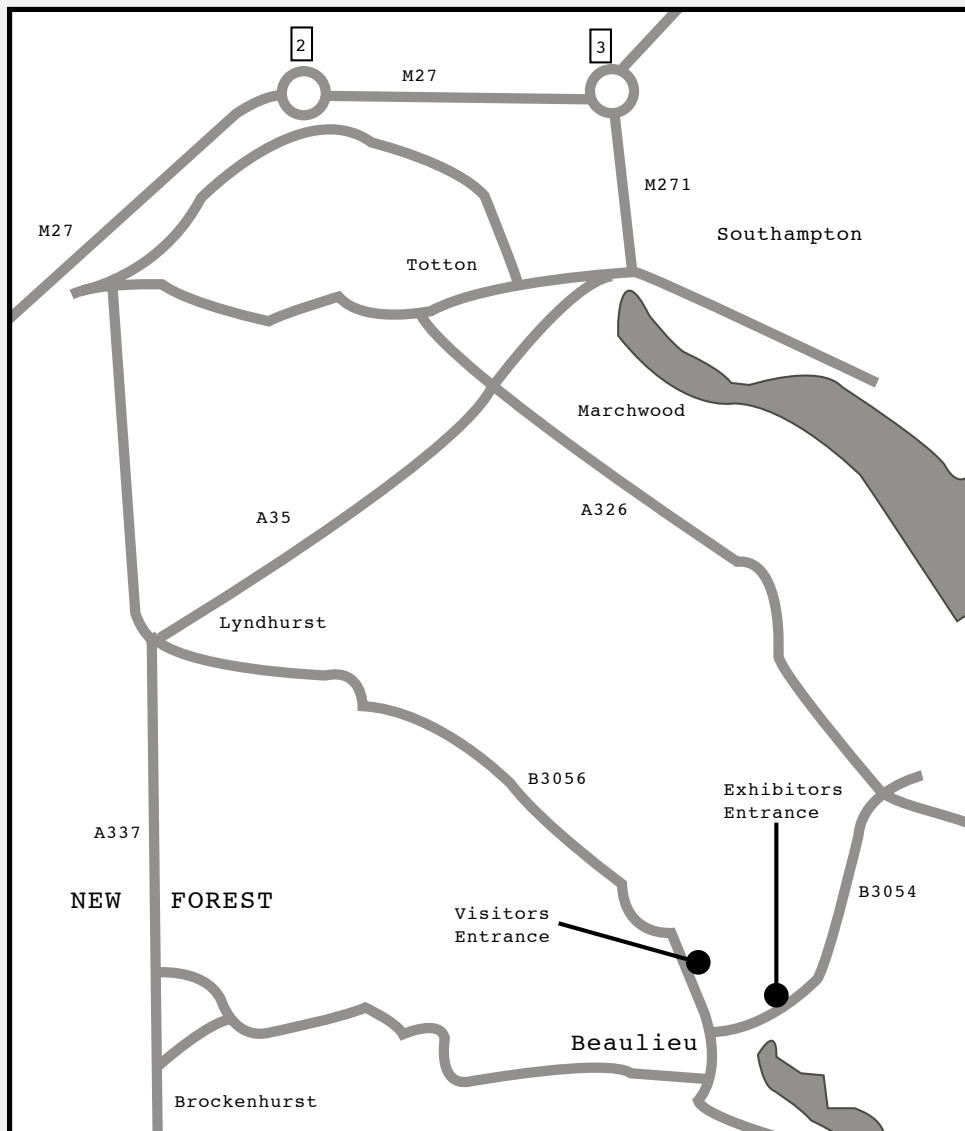 2
3
M27
M271
M27
Southampton
Totton
Marchwood
A35
A326
Lyndhurst
B3056
Exhibitors
Entrance
A337
NEW FOREST
B3054
Visitors
Entrance
Beaulieu
Brockenhurst